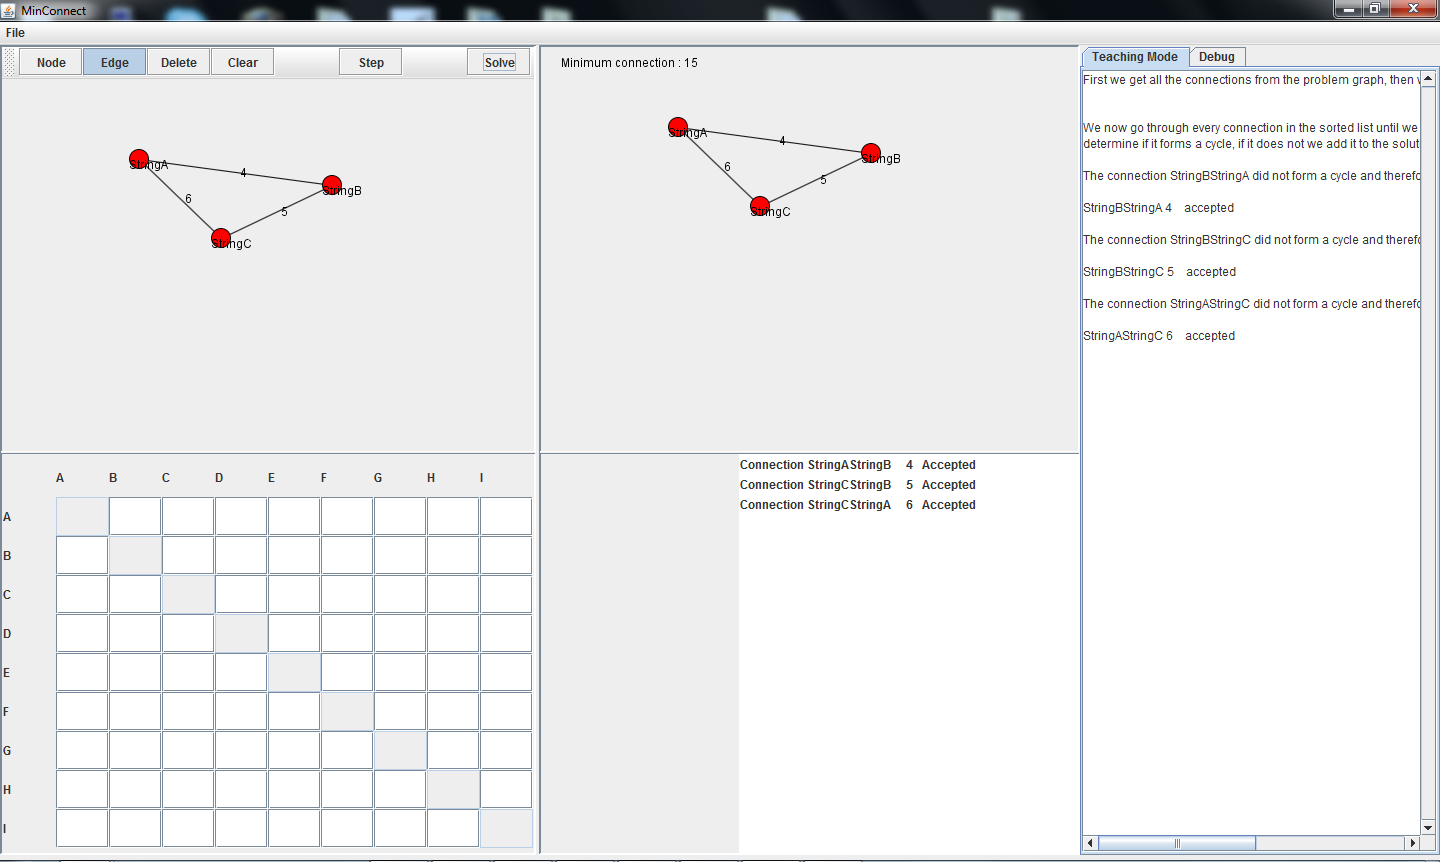 MinConnect
File
Node Edge Delete Clear Step Solve
StringA
4
StringB
6
5
StringC
Minimum connection : 15
StringA
4
StringB
6
5
StringC
Teaching Mode Debug
First we get all the connections from the problem graph, then
We now go through every connection in the sorted list until we
determine if it forms a cycle, if it does not we add it to the
The connection StringBStringA did not form a cycle and
StringBStringA 4 accepted
The connection StringBStringC did not form a cycle and
StringBStringC 5 accepted
The connection StringAStringC did not form a cycle and
StringAStringC 6 accepted
A B C D E F G H I
A
B
C
D
E
F
G
H
I
Connection StringAStringB 4 Accepted
Connection StringCStringB 5 Accepted
Connection StringCStringA 6 Accepted